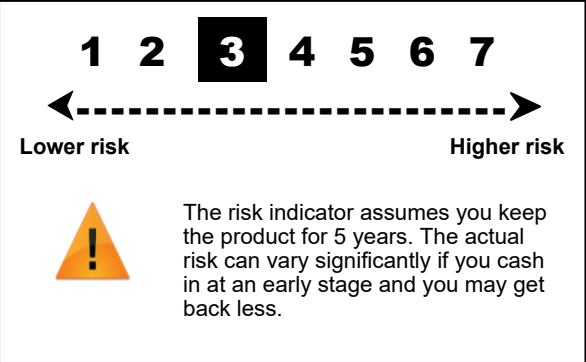 1 2 3 4 5 6 7
Lower risk Higher risk
!
The risk indicator assumes you keep
the product for 5 years. The actual
risk can vary significantly if you cash
in at an early stage and you may get
back less.